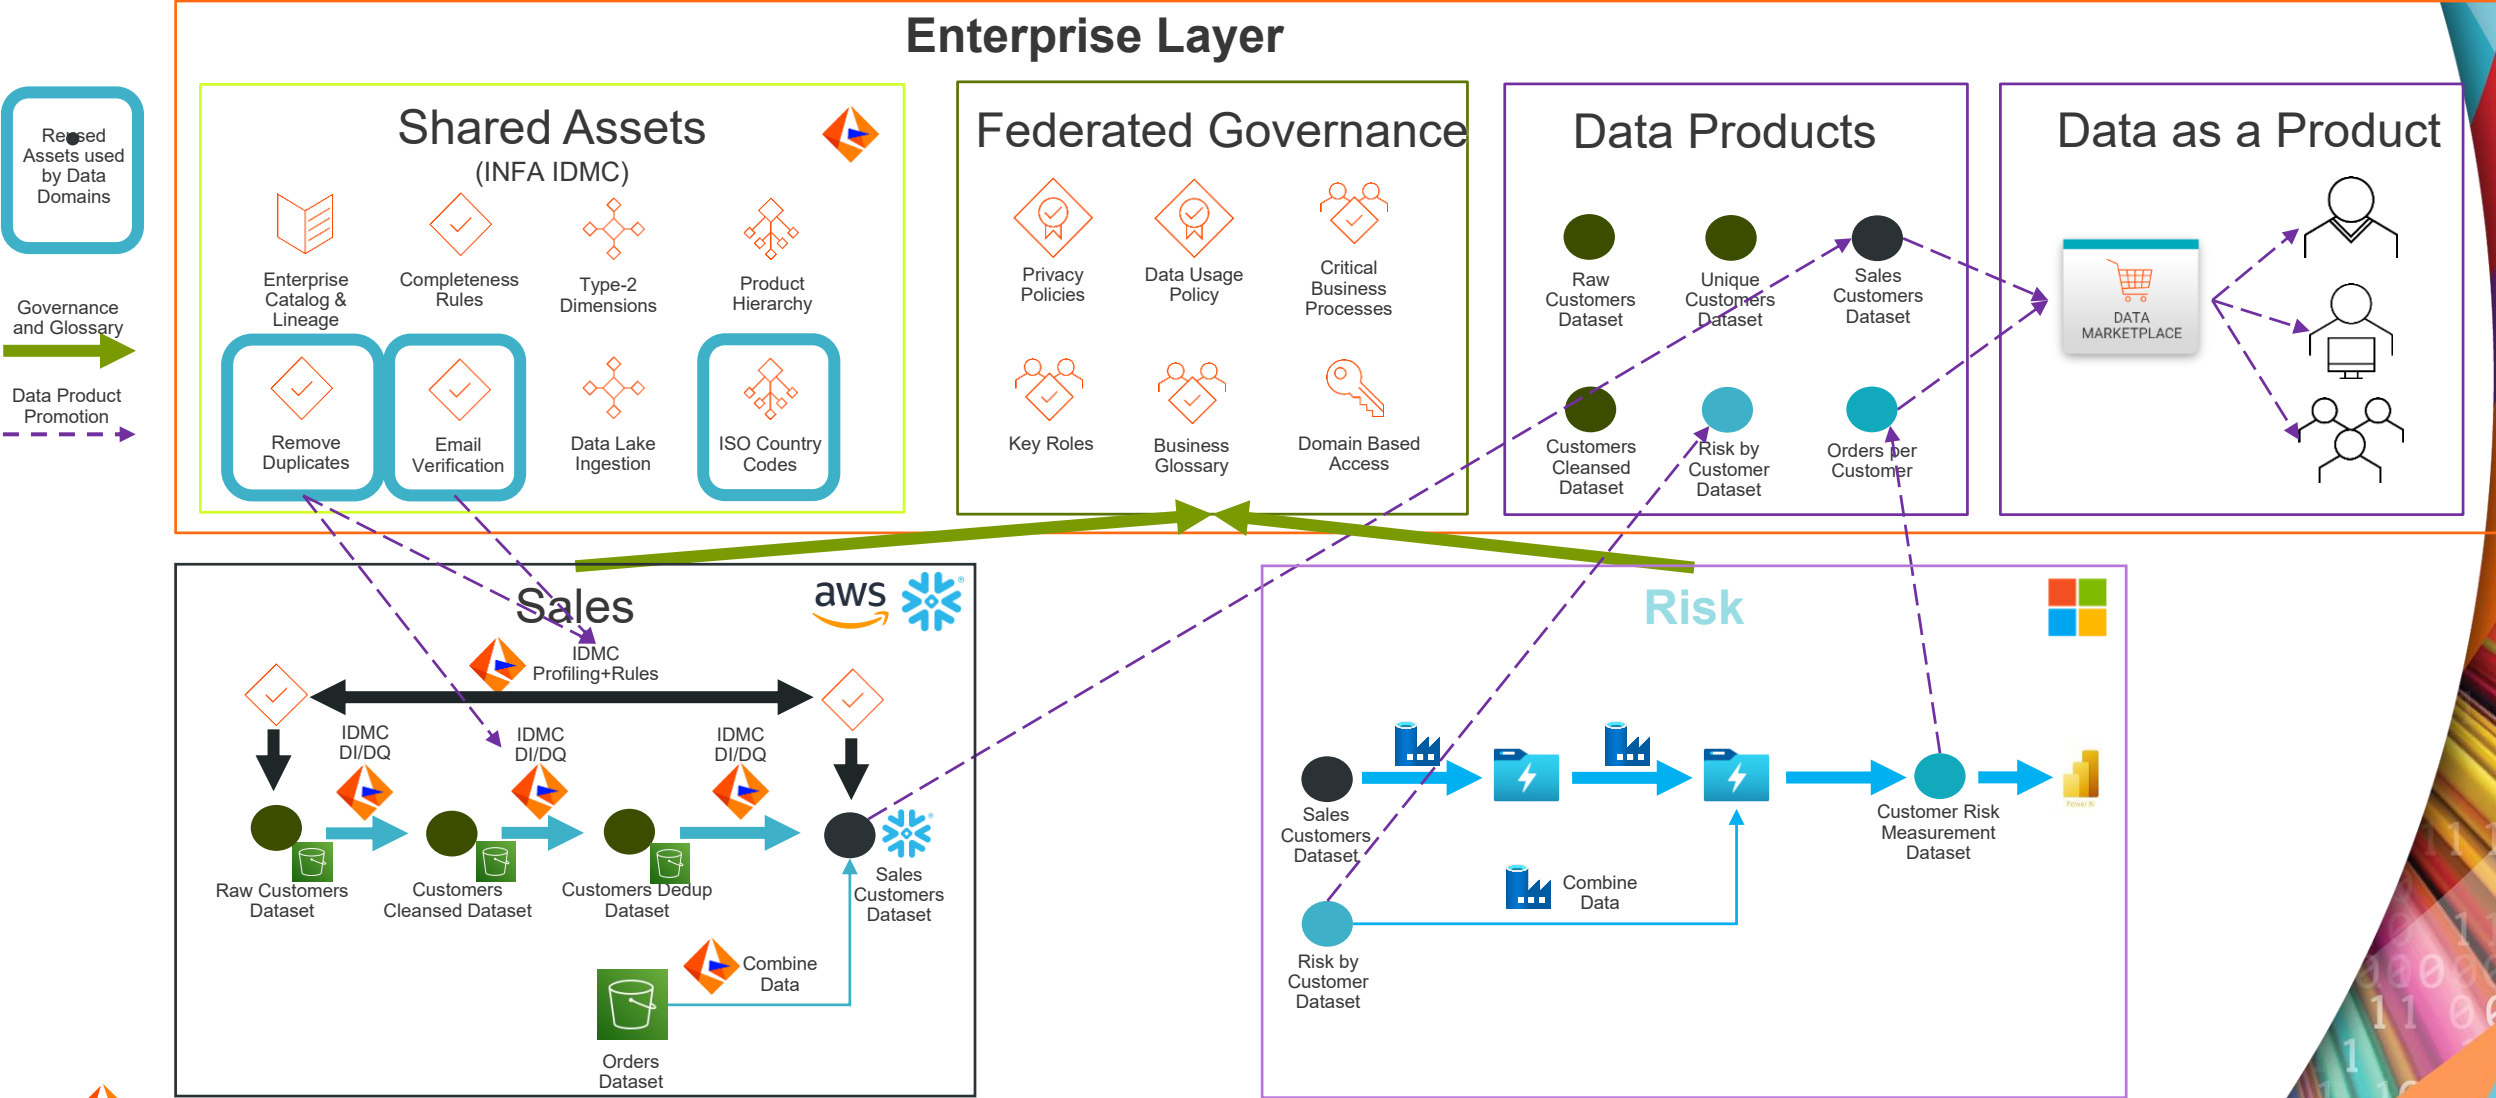 Enterprise Layer
Reused
Assets used
by Data
Domains
Governance
and Glossary
Data Product
Promotion
Shared Assets
(INFA IDMC)
Enterprise
Catalog &
Lineage
Completeness
Rules
Type-2
Dimensions
Product
Hierarchy
Remove
Duplicates
Email
Verification
Data Lake
Ingestion
ISO Country
Codes
Federated Governance
Privacy
Policies
Data Usage
Policy
Critical
Business
Processes
Key Roles
Business
Glossary
Domain Based
Access
Data Products
Raw
Customers
Dataset
Unique
Customers
Dataset
Sales
Customers
Dataset
Customers
Cleansed
Dataset
Risk by
Customer
Dataset
Orders per
Customer
Data as a Product
DATA
MARKETPLACE
Sales
aws
IDMC
Profiling+Rules
IDMC
DI/DQ
IDMC
DI/DQ
IDMC
DI/DQ
Raw Customers
Dataset
Customers
Cleansed Dataset
Customers Dedup
Dataset
Sales
Customers
Dataset
Combine
Data
Orders
Dataset
Risk
Sales
Customers
Dataset
Customer Risk
Measurement
Dataset
Power BI
Combine
Data
Risk by
Customer
Dataset